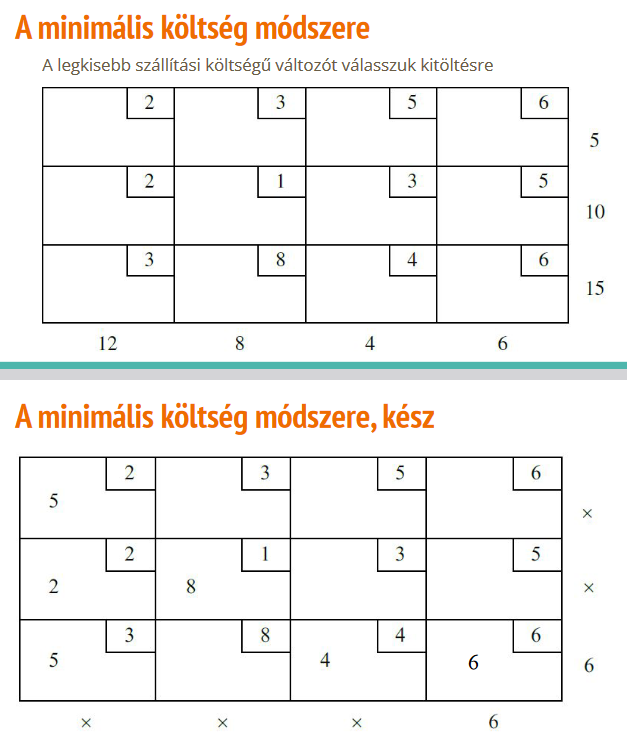 A minimális költség módszere
A legkisebb szállítási költségű változót válasszuk kitöltésre
2 3 5 6
5
2 1 3 5
10
3 8 4 6
15
12 8 4 6
A minimális költség módszere, kész
2 3 5 6
5
×
2 1 3 5
2 8
×
3 8 4 6
5 4 6 6
× × × 6